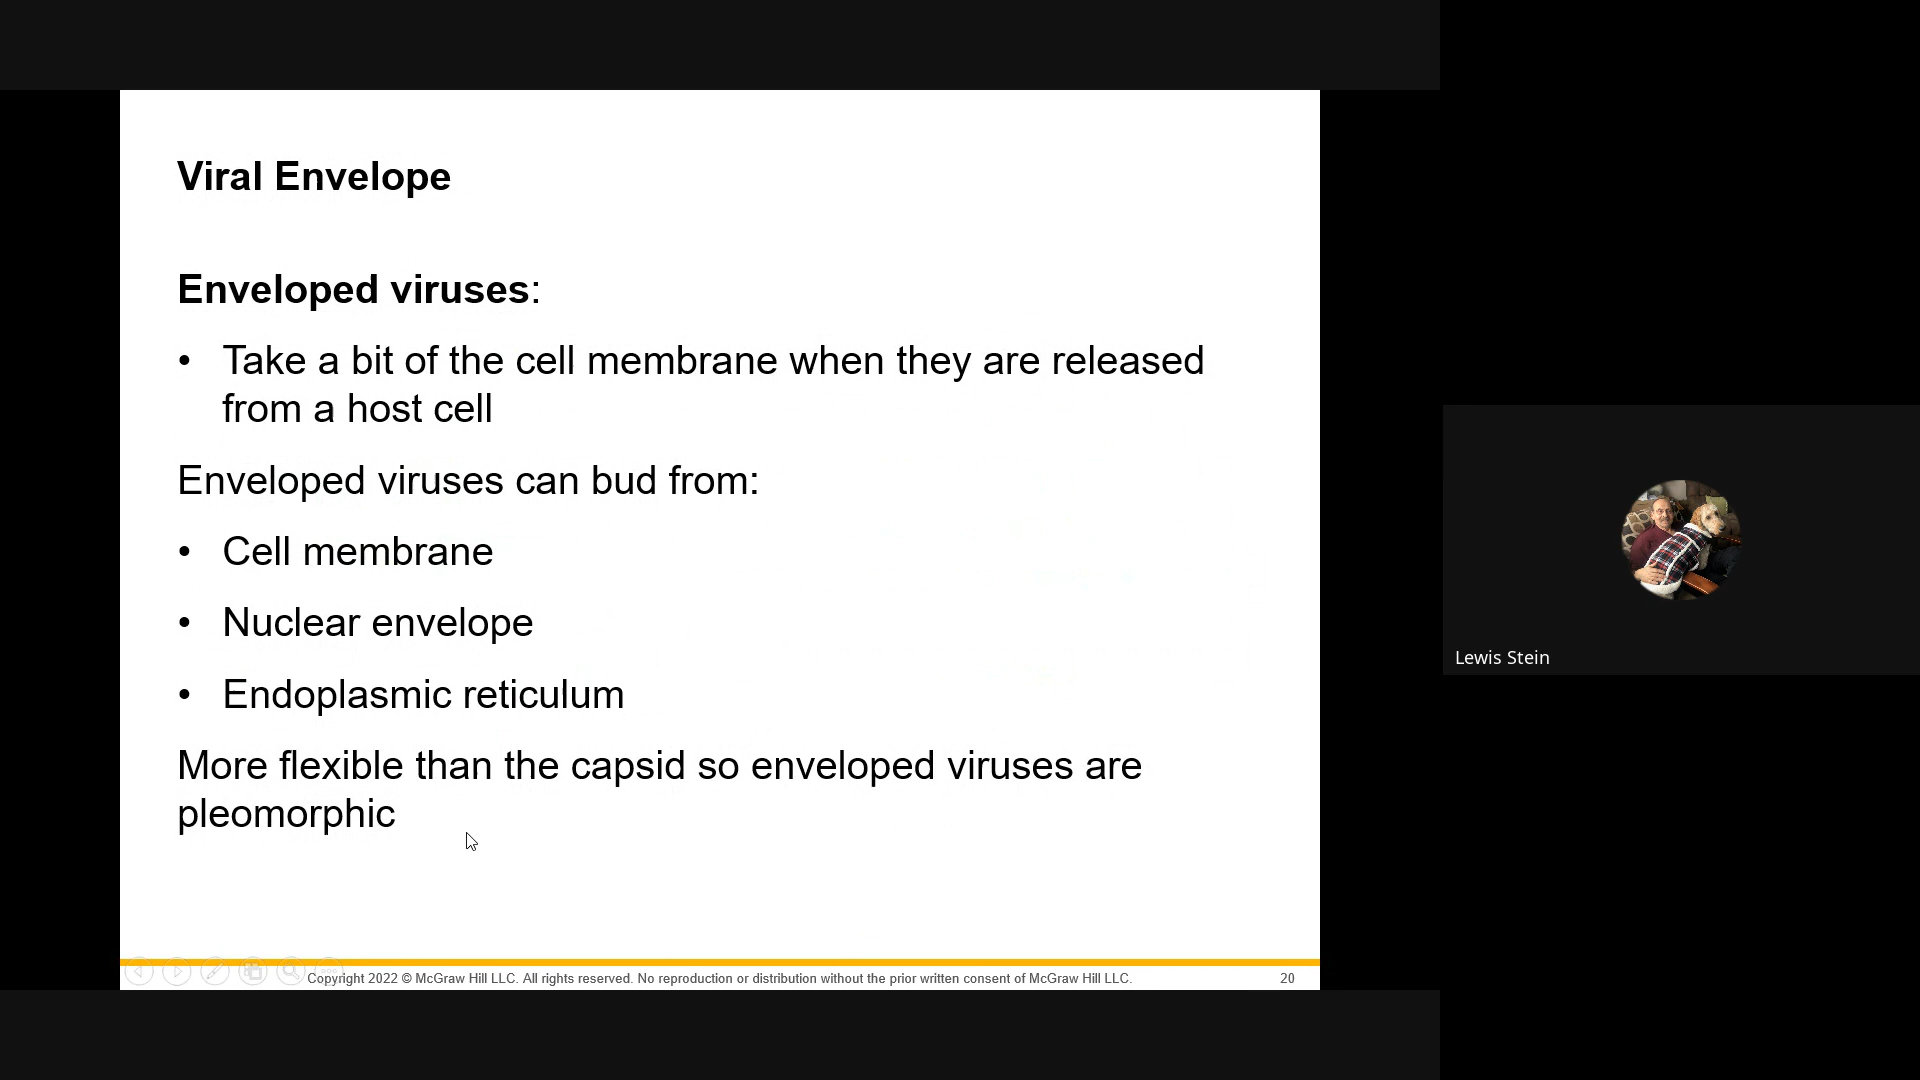 Viral Envelope
Enveloped viruses:
• Take a bit of the cell membrane when they are released
from a host cell
Enveloped viruses can bud from:
• Cell membrane
• Nuclear envelope
• Endoplasmic reticulum
More flexible than the capsid so enveloped viruses are
pleomorphic
Copyright 2022 © McGraw Hill LLC. All rights reserved. No reproduction or distribution without the prior written consent of McGraw Hill LLC.
20
Lewis Stein